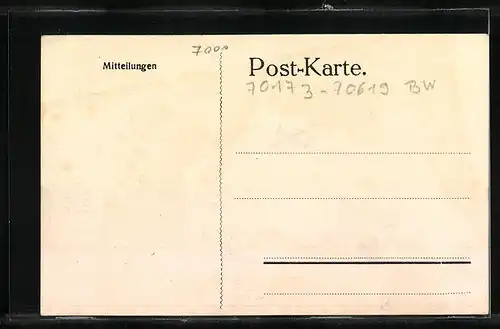 7000
Mitteilungen
Post-Karte.
70173-70619 BW